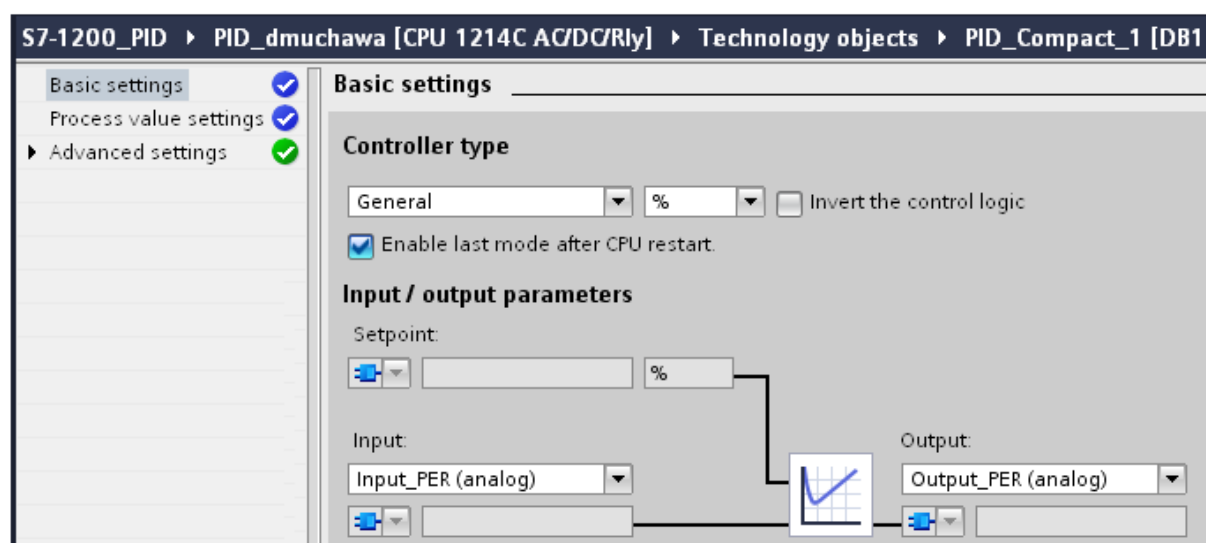 S7-1200_PID ▸ PID_dmuchawa [CPU 1214C AC/DC/Rly] ▸ Technology objects ▸ PID_Compact_1 [DB1
Basic settings
Process value settings
Advanced settings
Basic settings
Controller type
General % Invert the control logic
Enable last mode after CPU restart.
Input / output parameters
Setpoint:
%
Input: Output:
Input_PER (analog) Output_PER (analog)